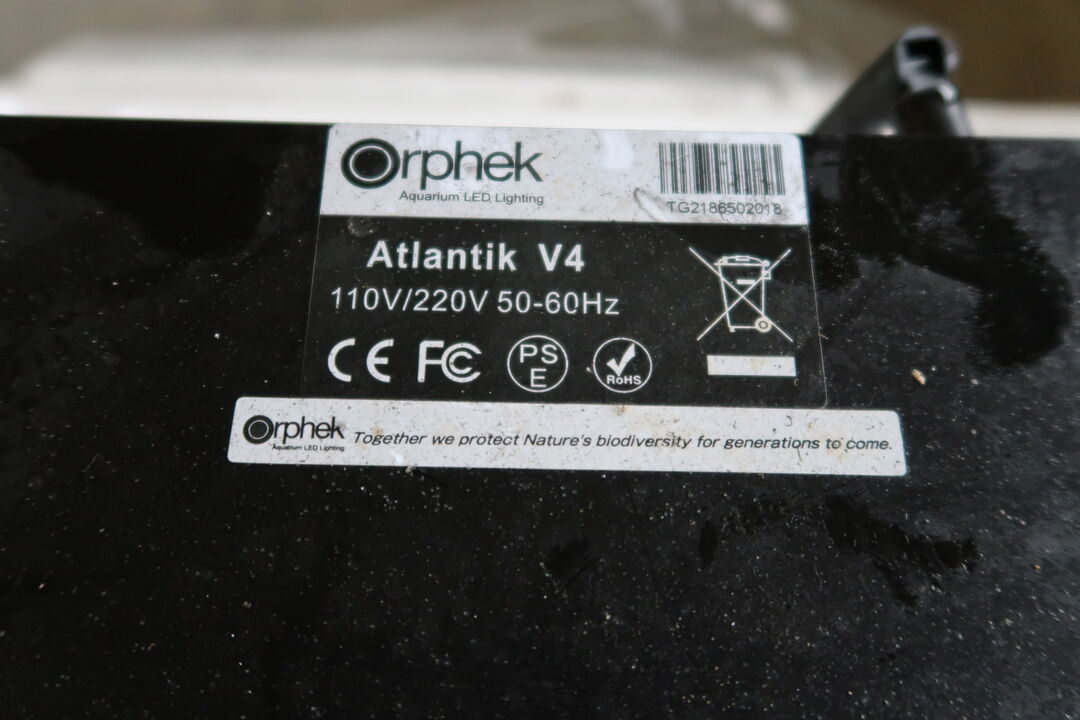 Orphek
Aquarium LED Lighting
TG2186502018
Atlantik V4
110V/220V 50-60Hz
CE FC PSE RoHS
Orphek Together we protect Nature's biodiversity for generations to come.
Aquarium LED Lighting